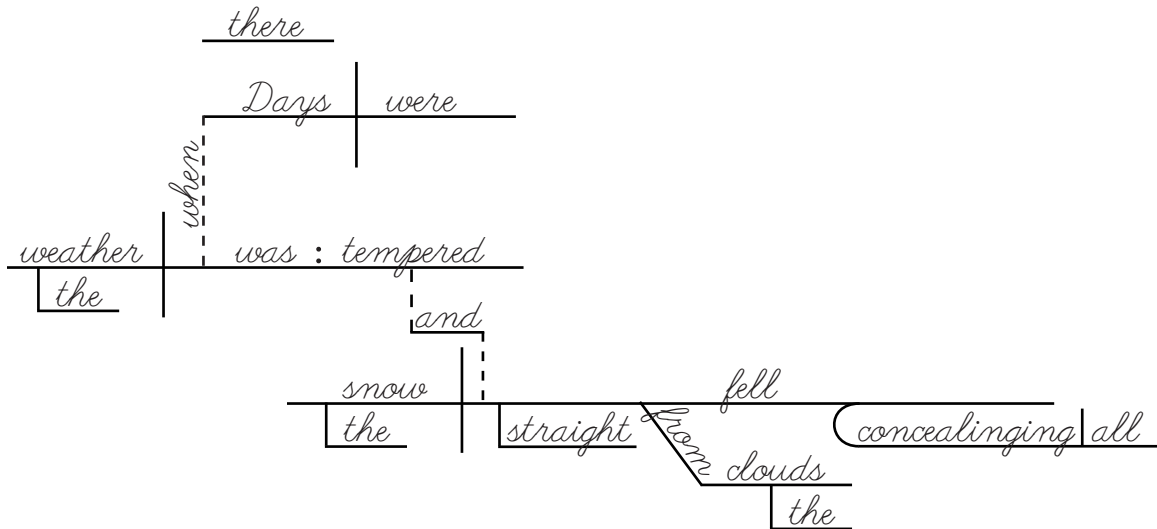 there
Days were
when
weather was : tempered
the
and
snow fell
the straight from concealinging all
clouds
the